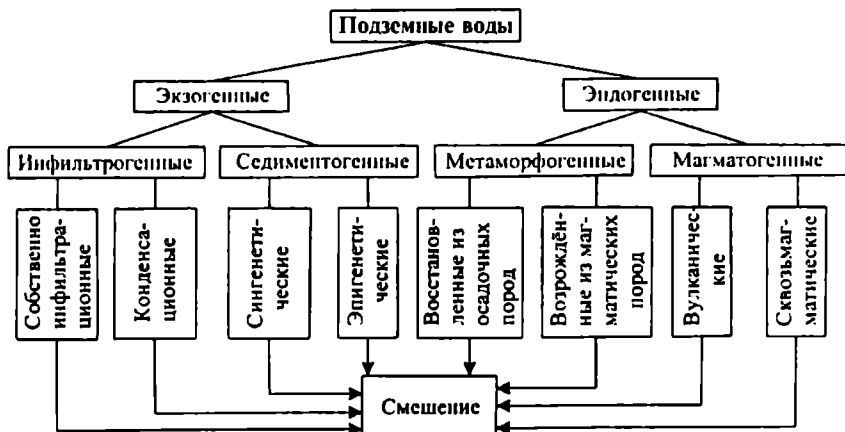 Подземные воды
Экзогенные
Эндогенные
Инфильтрогенные
Седиментогенные
Метаморфогенные
Магматогенные
Собственно
инфильтра-
ционные
Конденса-
ционные
Сингенети-
ческие
Эпигенети-
ческие
Восстанов-
ленные из
осадочных
пород
Возрождён-
ные из маг-
матических
пород
Вулканичес-
кие
Сквозьмаг-
матические
Смешение